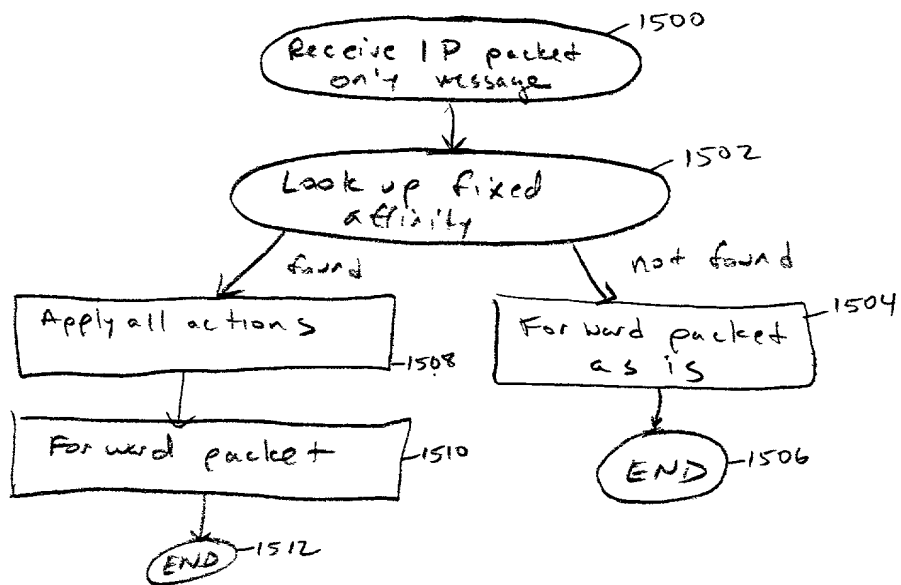 1500
Receive IP packet
only message
1502
Look up fixed
affinity
found
not found
Apply all actions
1508
1504
Forward packet
as is
Forward packet
1510
END
1506
END
1512